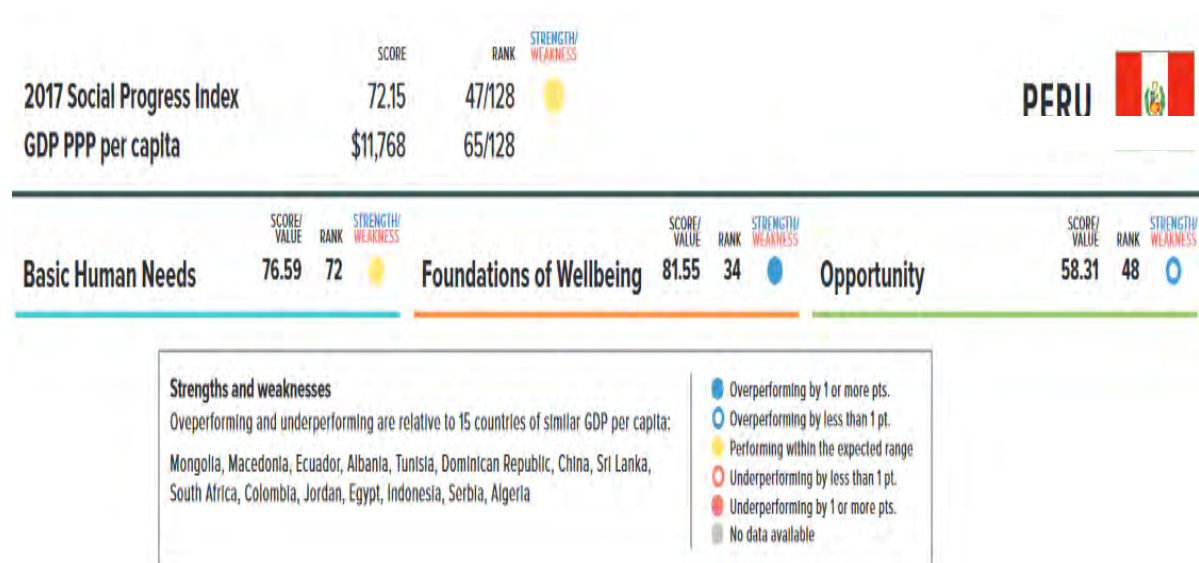 SCORE RANK STRENGTH/
WEAKNESS
2017 Social Progress Index 72.15 47/128
GDP PPP per capita $11,768 65/128
PERU
SCORE/
VALUE RANK STRENGTH/
WEAKNESS
Basic Human Needs 76.59 72
SCORE/
VALUE RANK STRENGTH/
WEAKNESS
Foundations of Wellbeing 81.55 34
SCORE/
VALUE RANK STRENGTH/
WEAKNESS
Opportunity 58.31 48
Strengths and weaknesses
Oveperforming and underperforming are relative to 15 countries of similar GDP per capita:
Mongolia, Macedonia, Ecuador, Albania, Tunisia, Dominican Republic, China, Sri Lanka,
South Africa, Colombia, Jordan, Egypt, Indonesia, Serbia, Algeria
Overperforming by 1 or more pts.
Overperforming by less than 1 pt.
Performing within the expected range
Underperforming by less than 1 pt.
Underperforming by 1 or more pts.
No data available